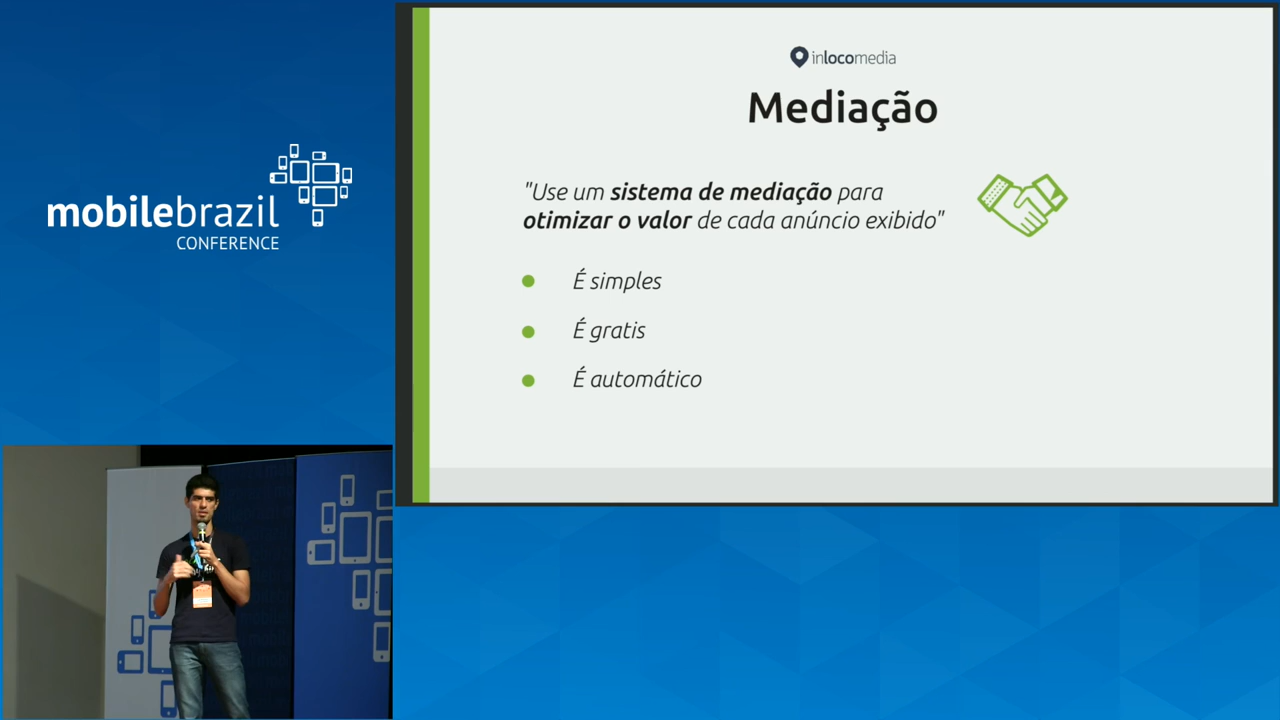 mobilebrazil
CONFERENCE
inlocomedia
Mediação
"Use um sistema de mediação para
otimizar o valor de cada anúncio exibido"
É simples
É gratis
É automático